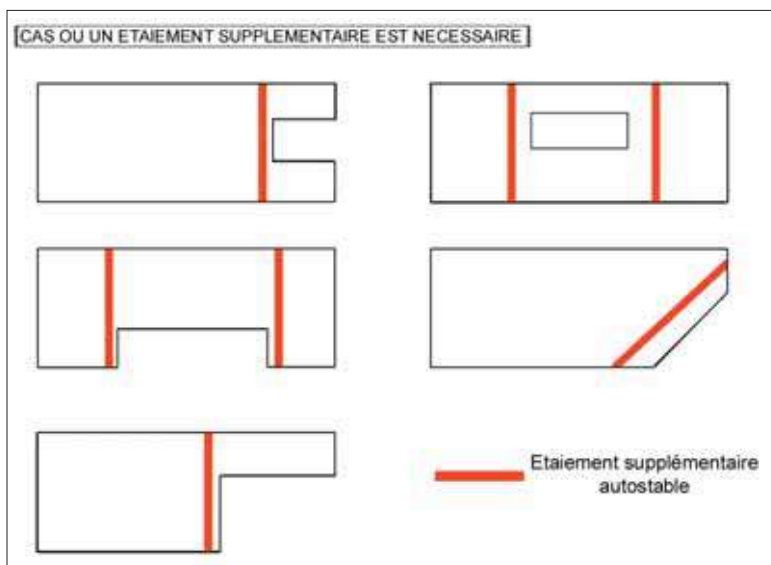 [CAS OU UN ETAIEMENT SUPPLEMENTAIRE EST NECESSAIRE]
Etaiement supplémentaire
autostable